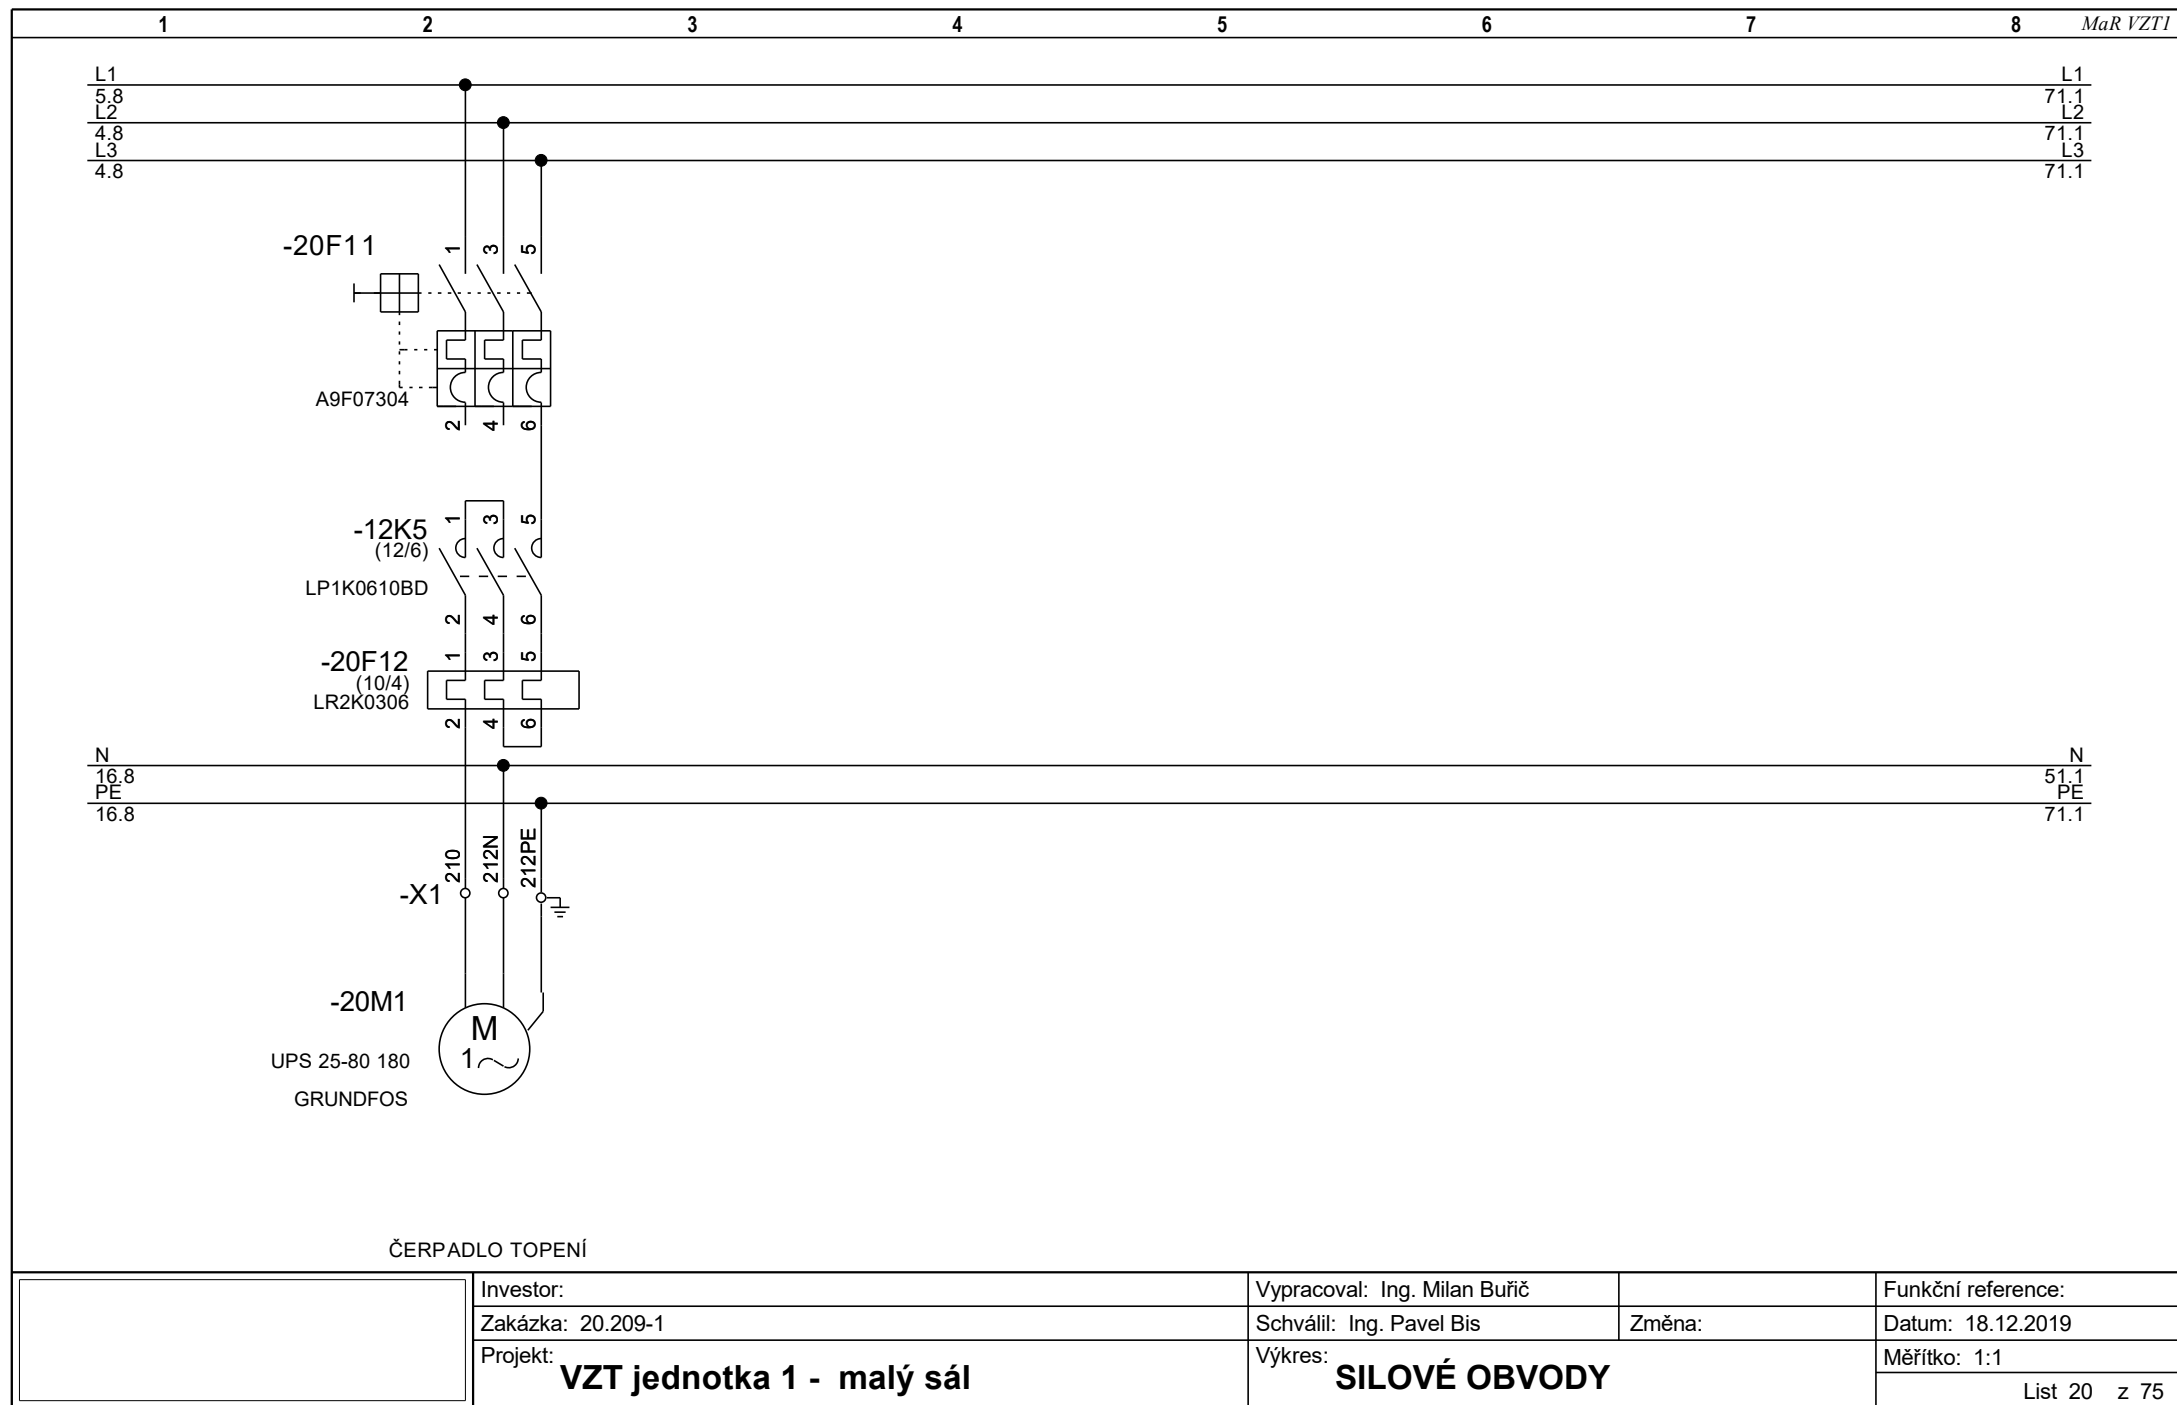 1 2 3 4 5 6 7 8 MaR VZT1
L1 L1
5.8 71.1
L2 L2
4.8 71.1
L3 L3
4.8 71.1
-20F11 1 3 5
A9F07304
2 4 6
-12K5 1 3 5
(12/6)
LP1K0610BD
2 4 6
-20F12 1 3 5
(10/4)
LR2K0306
2 4 6
N N
16.8 51.1
PE PE
16.8 71.1
210 212N 212PE
-X1
-20M1
M
1
UPS 25-80 180
GRUNDFOS
ČERPADLO TOPENÍ
Investor: Vypracoval: Ing. Milan Buřič Funkční reference:
Zakázka: 20.209-1 Schválil: Ing. Pavel Bis Změna: Datum: 18.12.2019
Projekt: VZT jednotka 1 - malý sál Výkres: SILOVÉ OBVODY Měřítko: 1:1
List 20 z 75